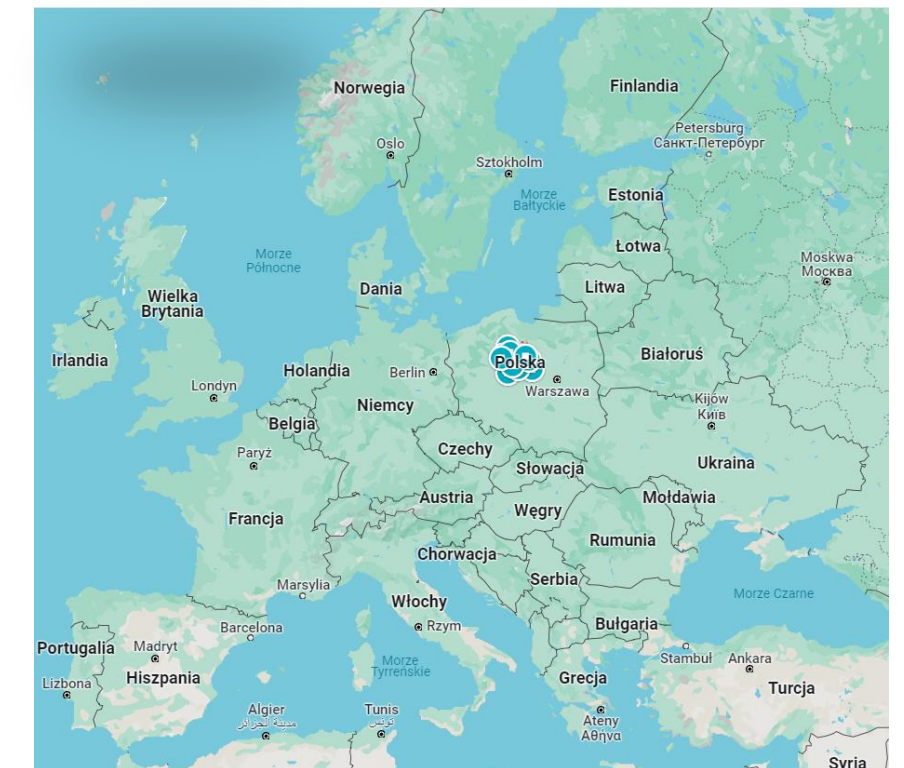 Norwegia
Finlandia
Petersburg
Санкт-Петербург
Oslo
Sztokholm
Morze
Bałtyckie
Estonia
Łotwa
Morze
Północne
Moskwa
Москва
Dania
Litwa
Wielka
Brytania
Białoruś
Irlandia
Polska
Holandia
Berlin
Londyn
Warszawa
Kijów
Київ
Niemcy
Belgia
Czechy
Paryż
Słowacja
Ukraina
Austria
Mołdawia
Węgry
Francja
Rumunia
Chorwacja
Serbia
Marsylia
Morze Czarne
Włochy
Barcelona
Rzym
Bułgaria
Portugalia
Madryt
Stambuł
Ankara
Morze
Tyrreńskie
Hiszpania
Lizbona
Grecja
Turcja
Algier
مدينة الجزائر
Tunis
تونس
Ateny
Αθήνα
Syria